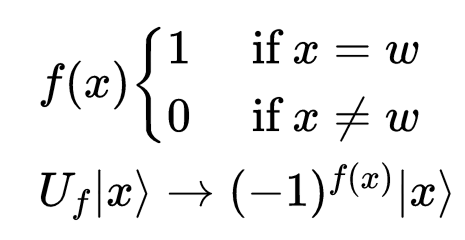 f(x) { 1 if x = w
0 if x ≠ w
U_f|x⟩ → (−1)^{f(x)}|x⟩